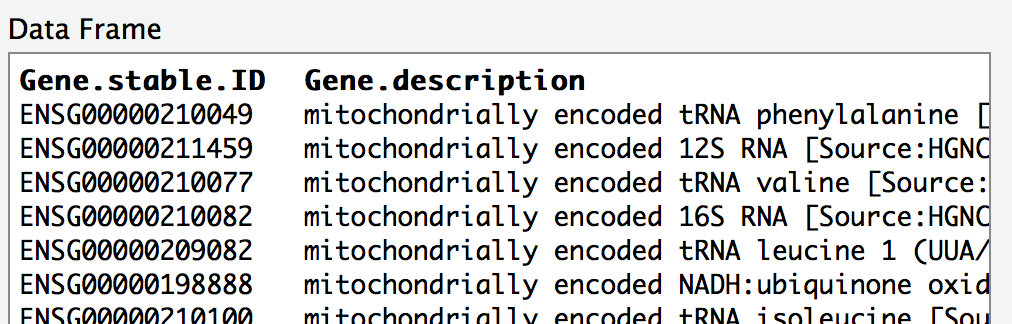 Data Frame
Gene.stable.ID Gene.description
ENSG00000210049 mitochondrially encoded tRNA phenylalanine [
ENSG00000211459 mitochondrially encoded 12S RNA [Source:HGNC
ENSG00000210077 mitochondrially encoded tRNA valine [Source:
ENSG00000210082 mitochondrially encoded 16S RNA [Source:HGNC
ENSG00000209082 mitochondrially encoded tRNA leucine 1 (UUA/
ENSG00000198888 mitochondrially encoded NADH:ubiquinone oxid
ENSG00000210100 mitochondrially encoded tRNA isoleucine [Sou